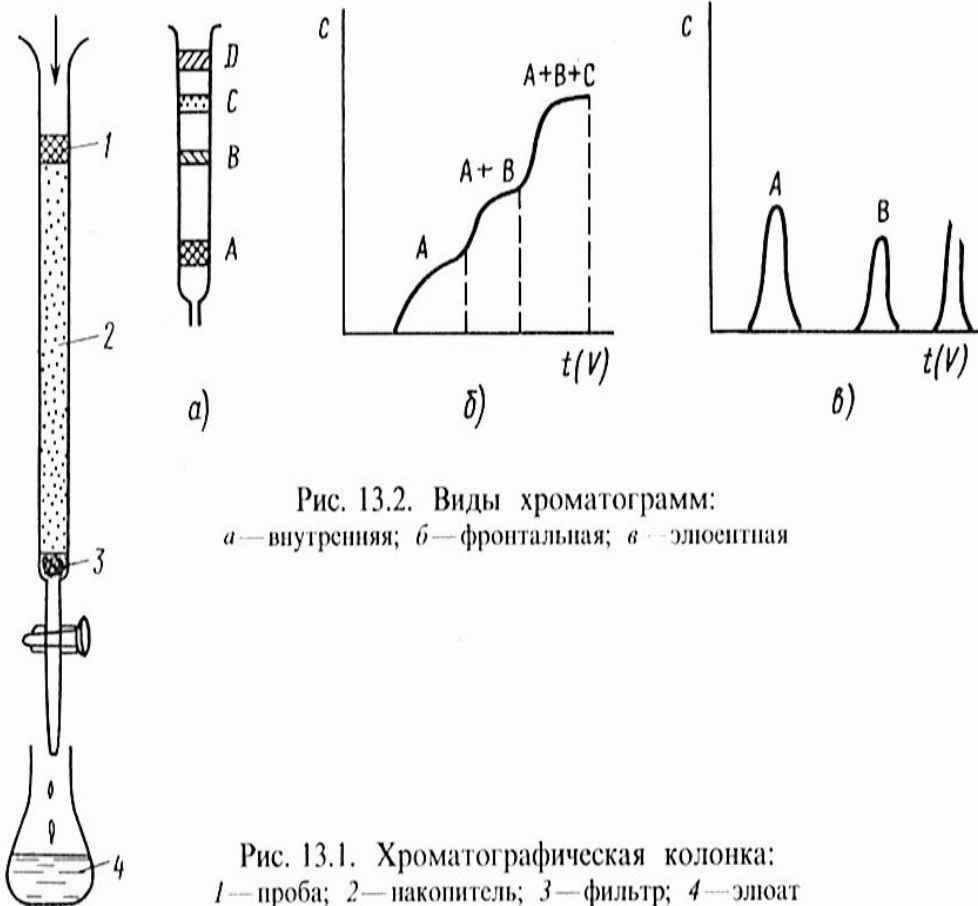 1
2
3
4
D
C
B
A
а)
C
A
A+ B
A+B+C
t(V)
б)
C
A
B
t(V)
в)
Рис. 13.2. Виды хроматограмм:
а—внутренняя; б—фронтальная; в—элюентная
Рис. 13.1. Хроматографическая колонка:
1—проба; 2—накопитель; 3—фильтр; 4—элюат